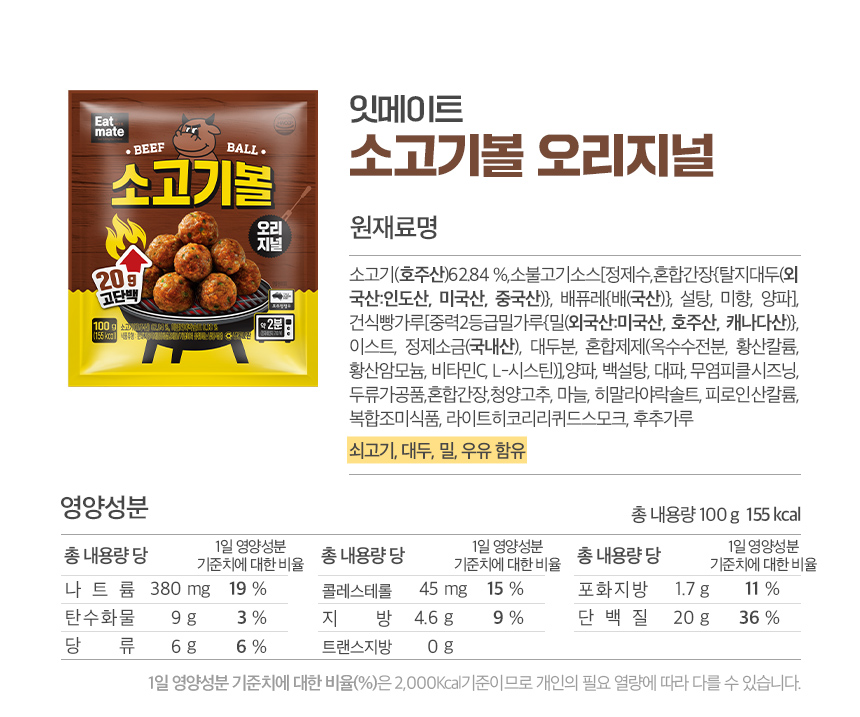 잇메이트
소고기볼 오리지널
Eat
mate
BEEF BALL
소고기볼
오리
지널
20g
고단백
100 g
(155 kcal)
약 2분
원재료명
소고기(호주산)62.84 %,소불고기소스[정제수,혼합간장{탈지대두(외
국산:인도산, 미국산, 중국산)}, 배퓨레{배(국산)}, 설탕, 미향, 양파],
건식빵가루[중력2등급밀가루{밀(외국산:미국산, 호주산, 캐나다산)},
이스트, 정제소금(국내산), 대두분, 혼합제제(옥수수전분, 황산칼륨,
황산암모늄, 비타민C, L-시스틴)],양파, 백설탕, 대파, 무염피클시즈닝,
두류가공품,혼합간장,청양고추, 마늘, 히말라야락솔트, 피로인산칼륨,
복합조미식품, 라이트히코리리퀴드스모크, 후추가루
쇠고기, 대두, 밀, 우유 함유
영양성분
총 내용량 100 g 155 kcal
총 내용량 당 1일 영양성분 기준치에 대한 비율
나트륨 380 mg 19 %
탄수화물 9 g 3 %
당류 6 g 6 %
총 내용량 당 1일 영양성분 기준치에 대한 비율
콜레스테롤 45 mg 15 %
지방 4.6 g 9 %
트랜스지방 0 g
총 내용량 당 1일 영양성분 기준치에 대한 비율
포화지방 1.7 g 11 %
단백질 20 g 36 %
1일 영양성분 기준치에 대한 비율(%)은 2,000Kcal기준이므로 개인의 필요 열량에 따라 다를 수 있습니다.